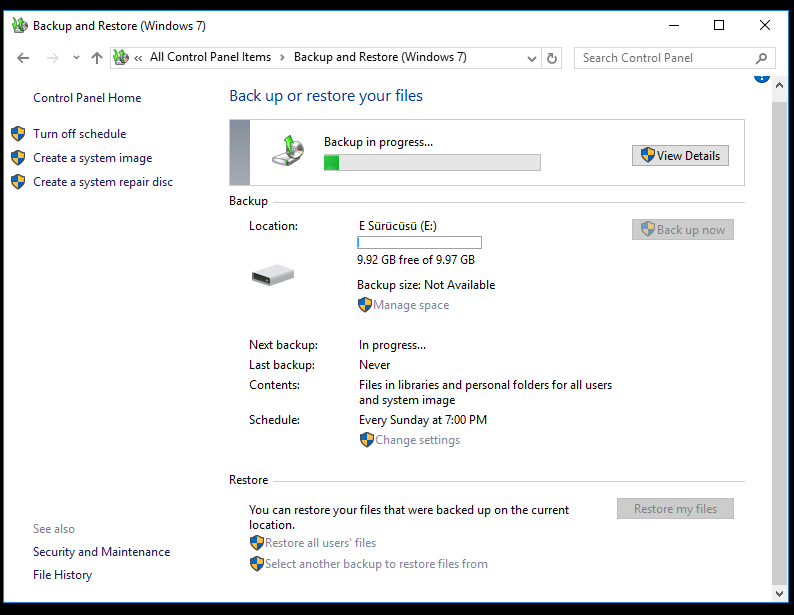 Backup and Restore (Windows 7)
« All Control Panel Items › Backup and Restore (Windows 7)
Search Control Panel
Control Panel Home
Turn off schedule
Create a system image
Create a system repair disc
Back up or restore your files
Backup in progress...
View Details
Backup
Location:
E Sürücüsü (E:)
Back up now
9.92 GB free of 9.97 GB
Backup size: Not Available
Manage space
Next backup:
In progress...
Last backup:
Never
Contents:
Files in libraries and personal folders for all users
and system image
Schedule:
Every Sunday at 7:00 PM
Change settings
Restore
You can restore your files that were backed up on the current
location.
Restore my files
Restore all users' files
Select another backup to restore files from
See also
Security and Maintenance
File History